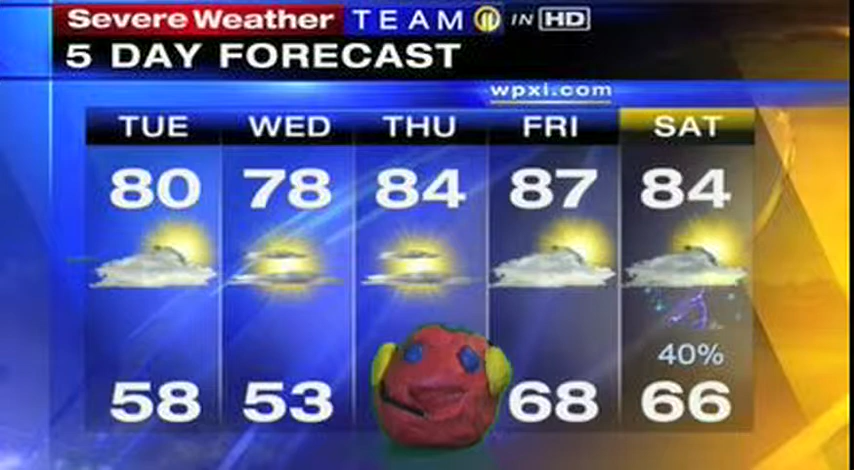 Severe Weather TEAM 11 IN HD
5 DAY FORECAST
wpxi.com
TUE WED THU FRI SAT
80 78 84 87 84
40%
58 53 68 66